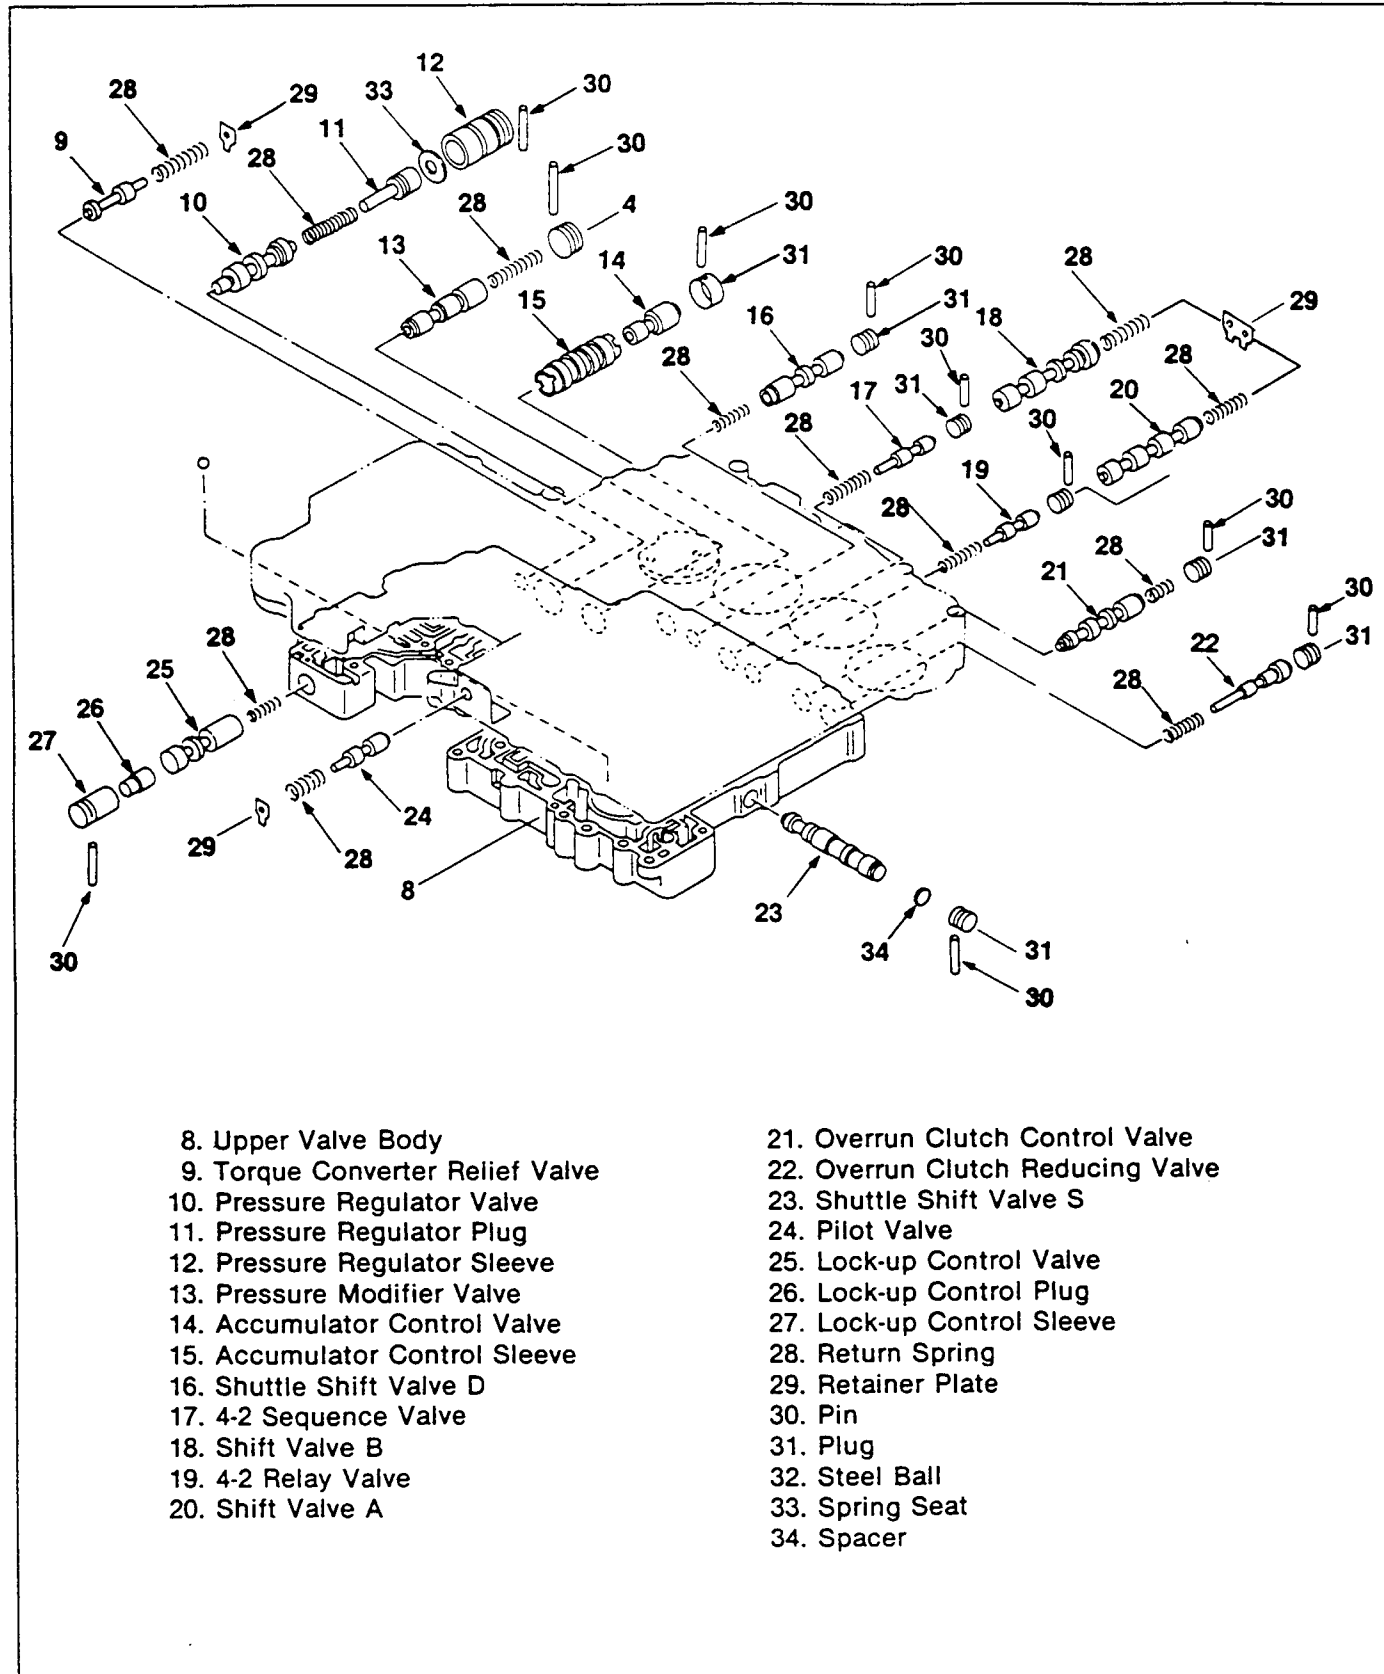 12
28
29
33
30
9
11
30
28
10
28
4
30
13
14
31
30
28
15
16
31
18
29
30
28
28
17
31
20
28
30
19
28
30
31
21
28
30
22
31
28
28
25
26
27
29
28
24
8
23
34
31
30
30
8. Upper Valve Body
9. Torque Converter Relief Valve
10. Pressure Regulator Valve
11. Pressure Regulator Plug
12. Pressure Regulator Sleeve
13. Pressure Modifier Valve
14. Accumulator Control Valve
15. Accumulator Control Sleeve
16. Shuttle Shift Valve D
17. 4-2 Sequence Valve
18. Shift Valve B
19. 4-2 Relay Valve
20. Shift Valve A
21. Overrun Clutch Control Valve
22. Overrun Clutch Reducing Valve
23. Shuttle Shift Valve S
24. Pilot Valve
25. Lock-up Control Valve
26. Lock-up Control Plug
27. Lock-up Control Sleeve
28. Return Spring
29. Retainer Plate
30. Pin
31. Plug
32. Steel Ball
33. Spring Seat
34. Spacer